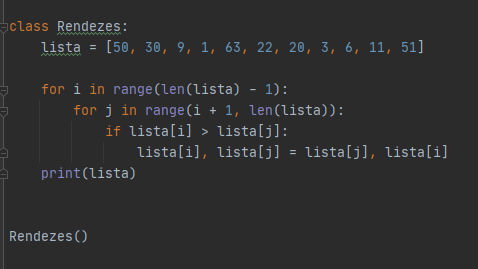 class Rendezes:
    lista = [50, 30, 9, 1, 63, 22, 20, 3, 6, 11, 51]
    for i in range(len(lista) - 1):
        for j in range(i + 1, len(lista)):
            if lista[i] > lista[j]:
                lista[i], lista[j] = lista[j], lista[i]
    print(lista)
Rendezes()